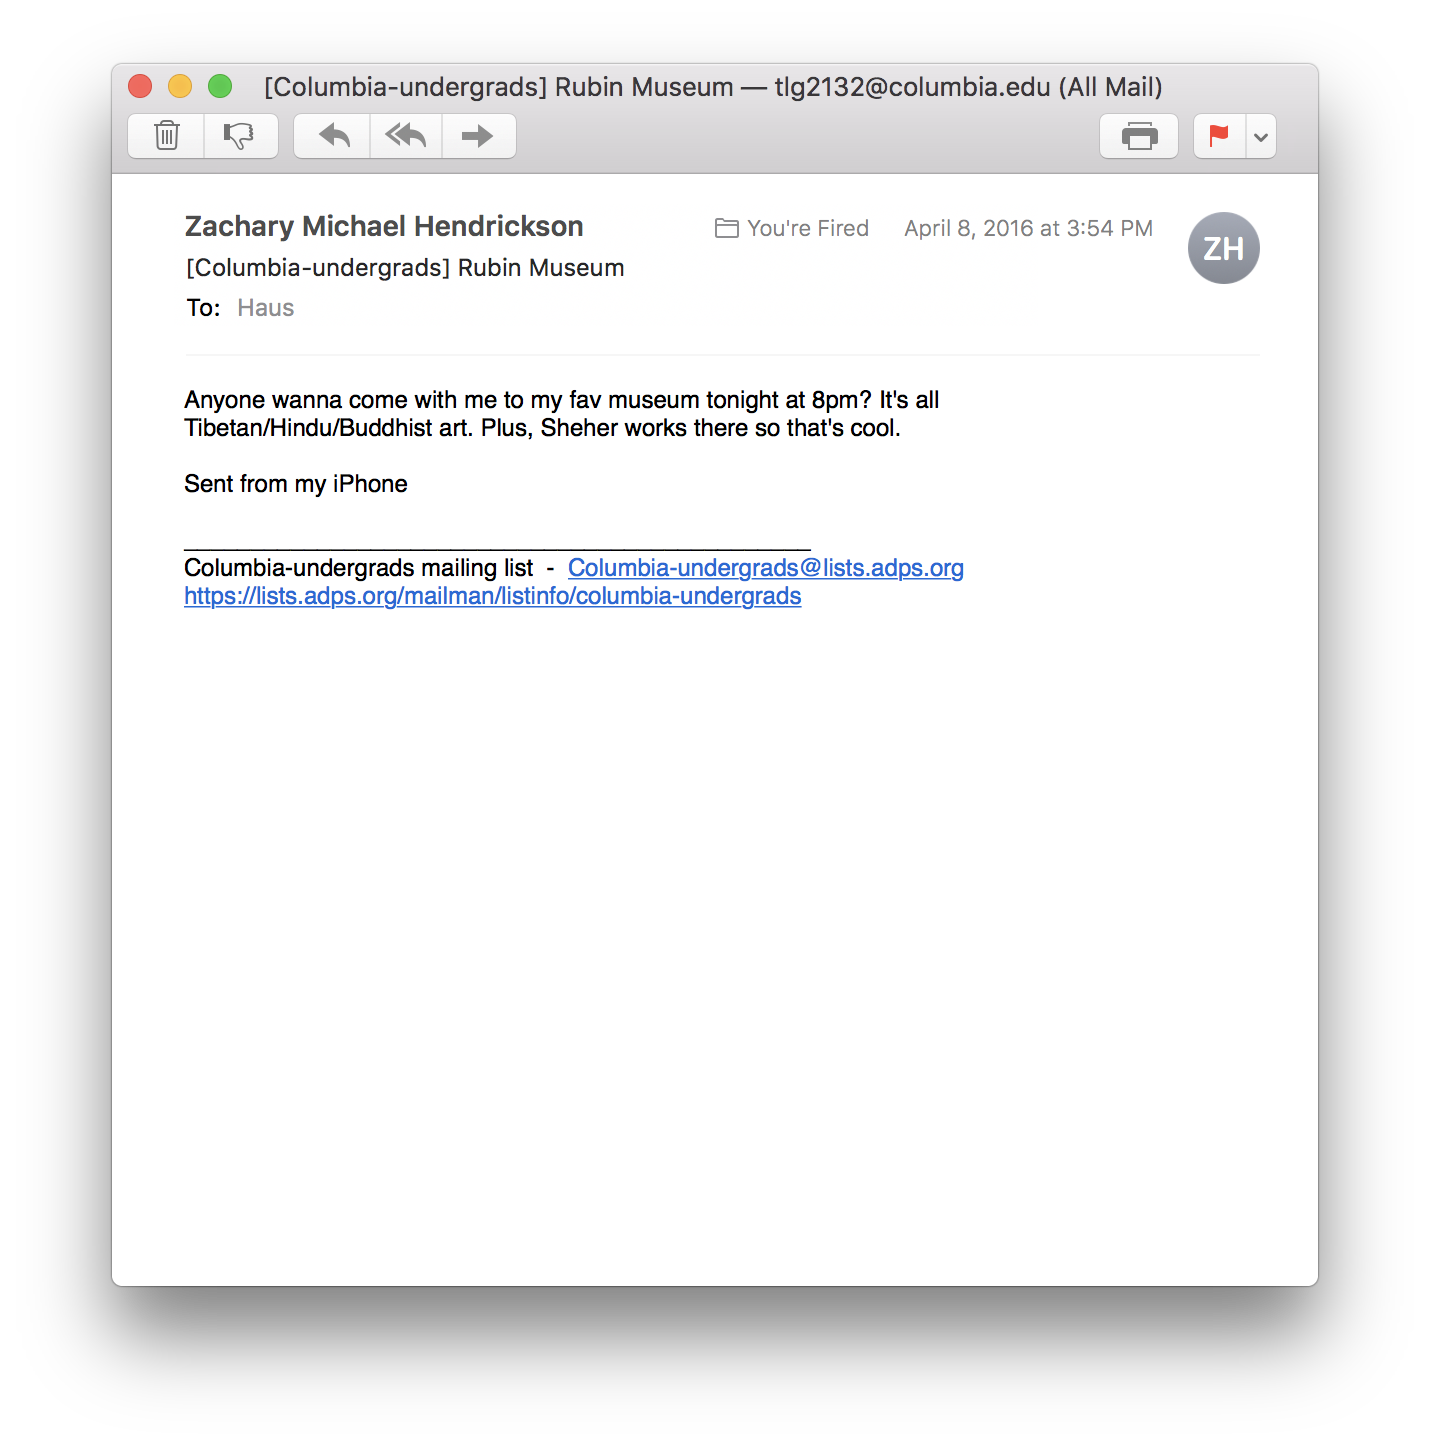 [Columbia-undergrads] Rubin Museum — tlg2132@columbia.edu (All Mail)
Zachary Michael Hendrickson You're Fired April 8, 2016 at 3:54 PM ZH
[Columbia-undergrads] Rubin Museum
To: Haus
Anyone wanna come with me to my fav museum tonight at 8pm? It's all
Tibetan/Hindu/Buddhist art. Plus, Sheher works there so that's cool.
Sent from my iPhone
_______________________________________________
Columbia-undergrads mailing list - Columbia-undergrads@lists.adps.org
https://lists.adps.org/mailman/listinfo/columbia-undergrads